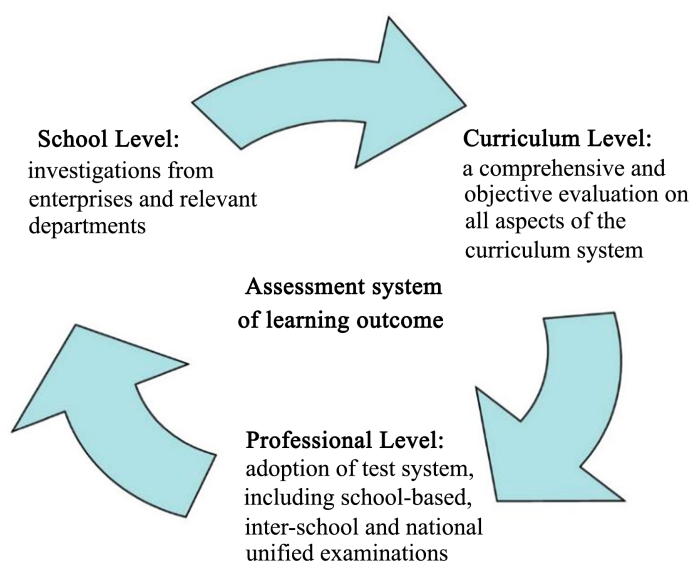 School Level:
investigations from
enterprises and relevant
departments
Curriculum Level:
a comprehensive and
objective evaluation on
all aspects of the
curriculum system
Assessment system
of learning outcome
Professional Level:
adoption of test system,
including school-based,
inter-school and national
unified examinations